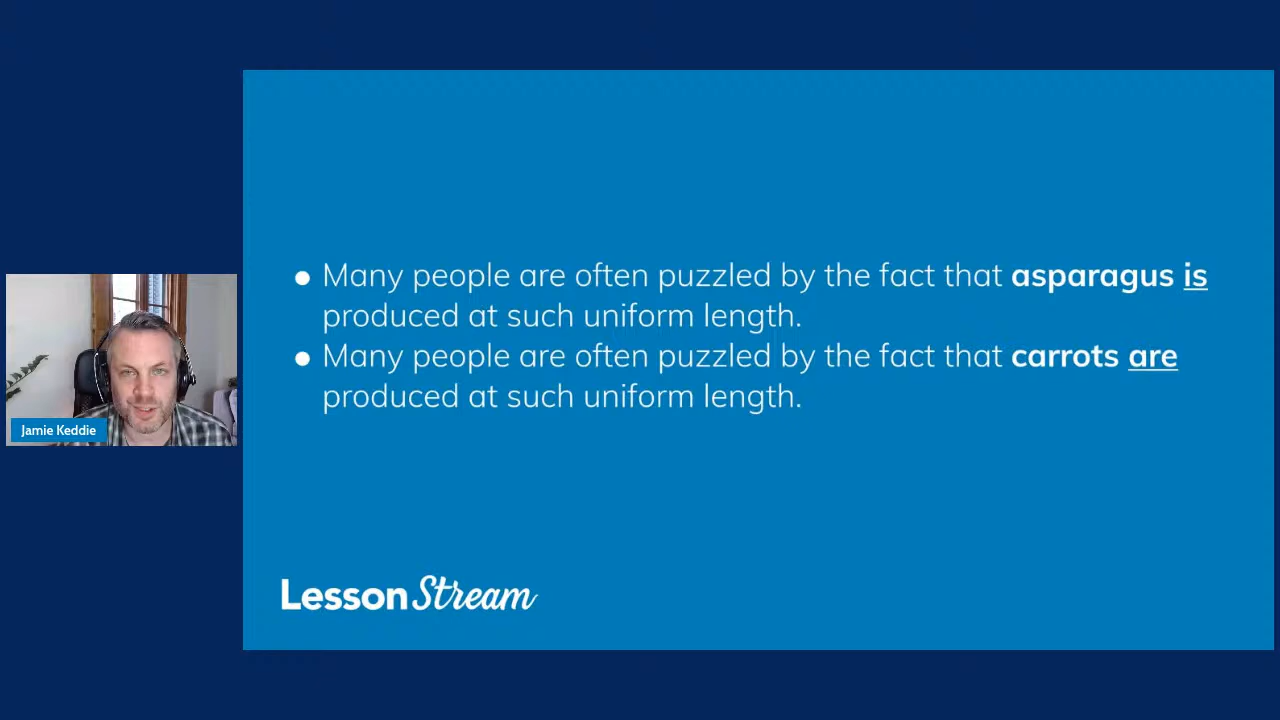 ● Many people are often puzzled by the fact that asparagus is
produced at such uniform length.
● Many people are often puzzled by the fact that carrots are
produced at such uniform length.
Jamie Keddie
LessonStream